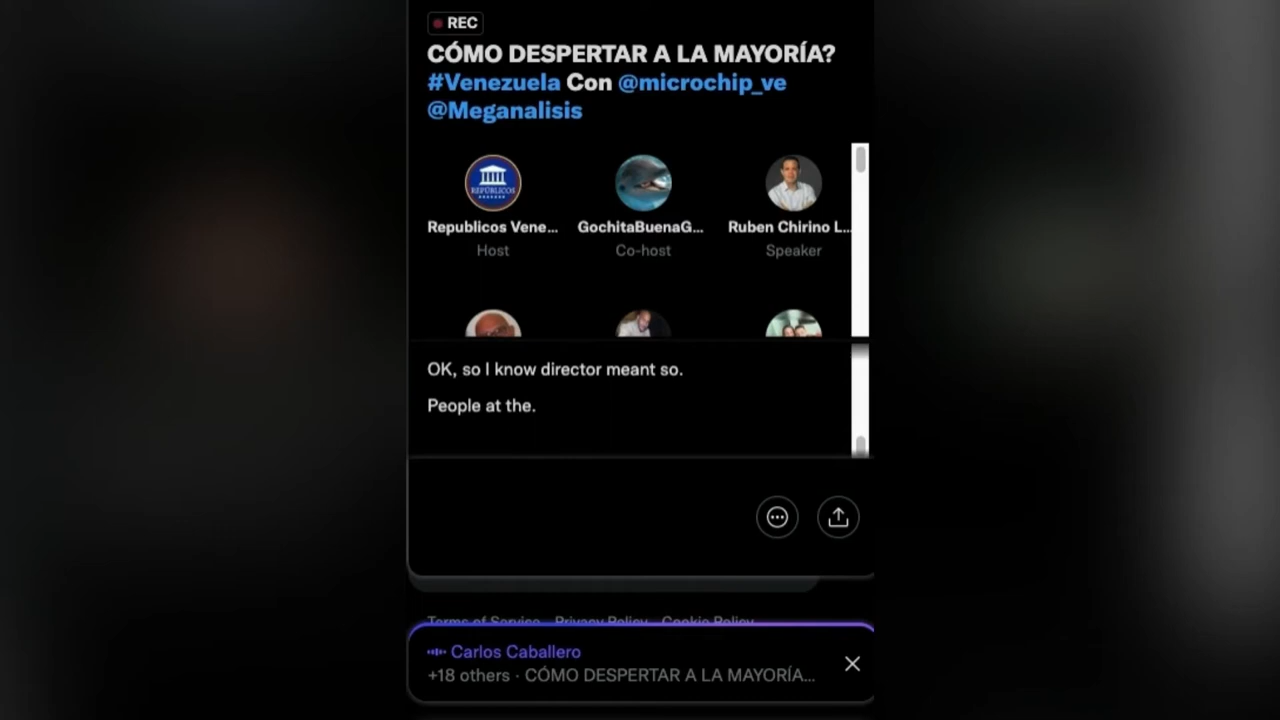 REC
CÓMO DESPERTAR A LA MAYORÍA?
#Venezuela Con @microchip_ve
@Meganalisis
REPÚBLICOS
Republicos Vene... GochitaBuenaG... Ruben Chirino L...
Host Co-host Speaker
OK, so I know director meant so.
People at the.
Terms of Service Privacy Policy Cookie Policy
Carlos Caballero
+18 others · CÓMO DESPERTAR A LA MAYORÍA...